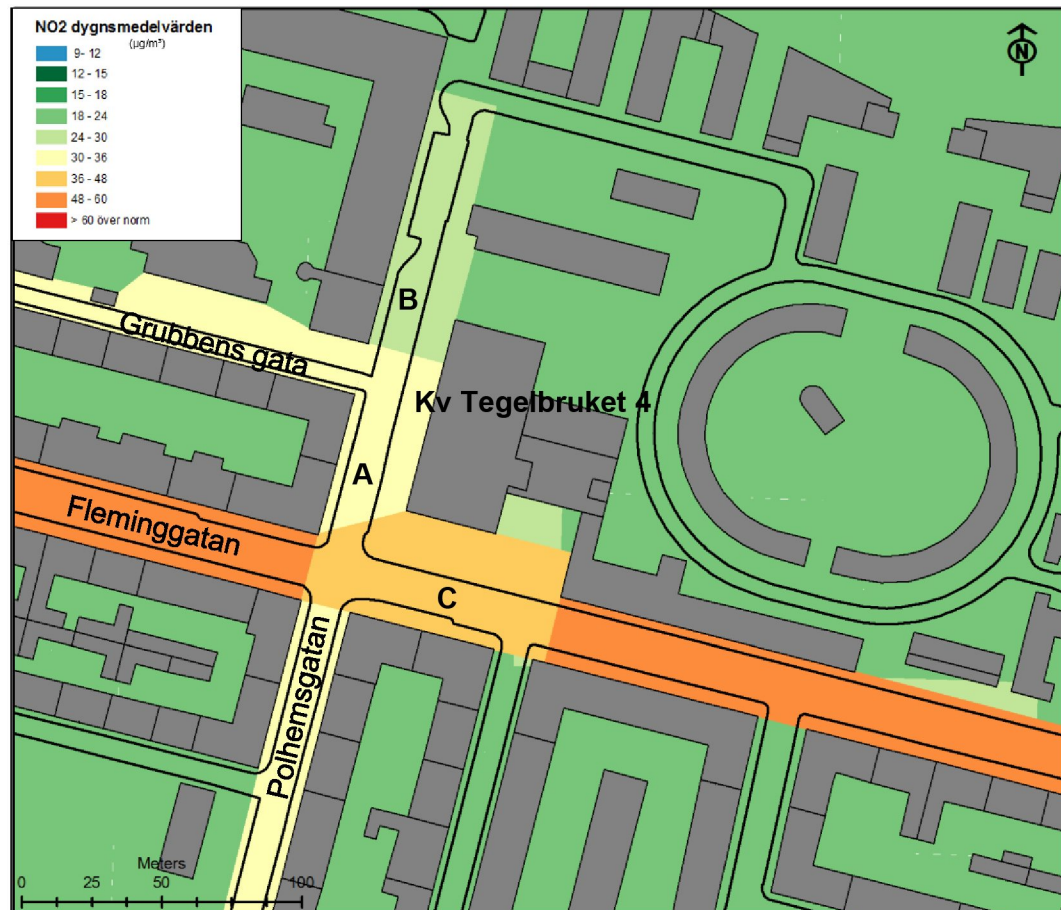 NO2 dygnsmedelvärden
(µg/m³)
9- 12
12 - 15
15 - 18
18 - 24
24 - 30
30 - 36
36 - 48
48 - 60
> 60 över norm
N
B
Grubbens gata
Kv Tegelbruket 4
A
Fleminggatan
C
Polhemsgatan
Meters
0 25 50 100